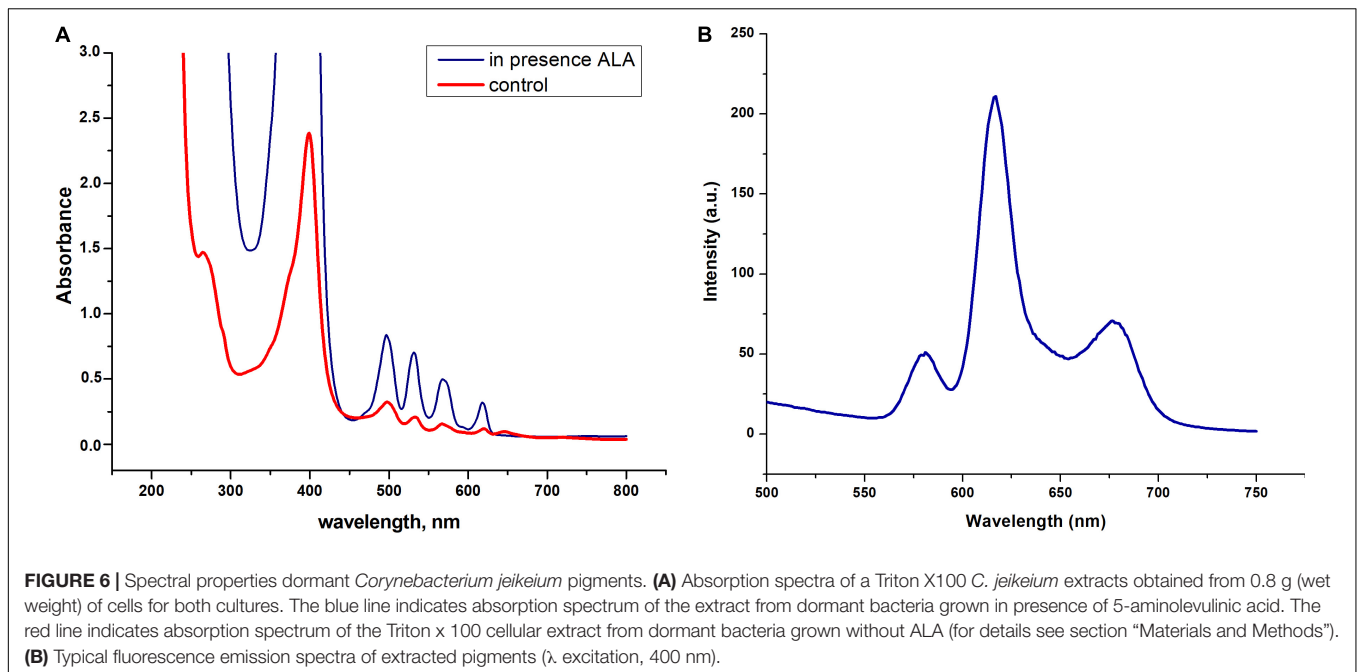 A
3.0
2.5
2.0
1.5
1.0
0.5
0.0
Absorbance
200 300 400 500 600 700 800
wavelength, nm
in presence ALA
control
B
250
200
150
100
50
0
Intensity (a.u.)
500 550 600 650 700 750
Wavelength (nm)
FIGURE 6 | Spectral properties dormant Corynebacterium jeikeium pigments. (A) Absorption spectra of a Triton X100 C. jeikeium extracts obtained from 0.8 g (wet
weight) of cells for both cultures. The blue line indicates absorption spectrum of the extract from dormant bacteria grown in presence of 5-aminolevulinic acid. The
red line indicates absorption spectrum of the Triton x 100 cellular extract from dormant bacteria grown without ALA (for details see section “Materials and Methods”).
(B) Typical fluorescence emission spectra of extracted pigments (λ excitation, 400 nm).